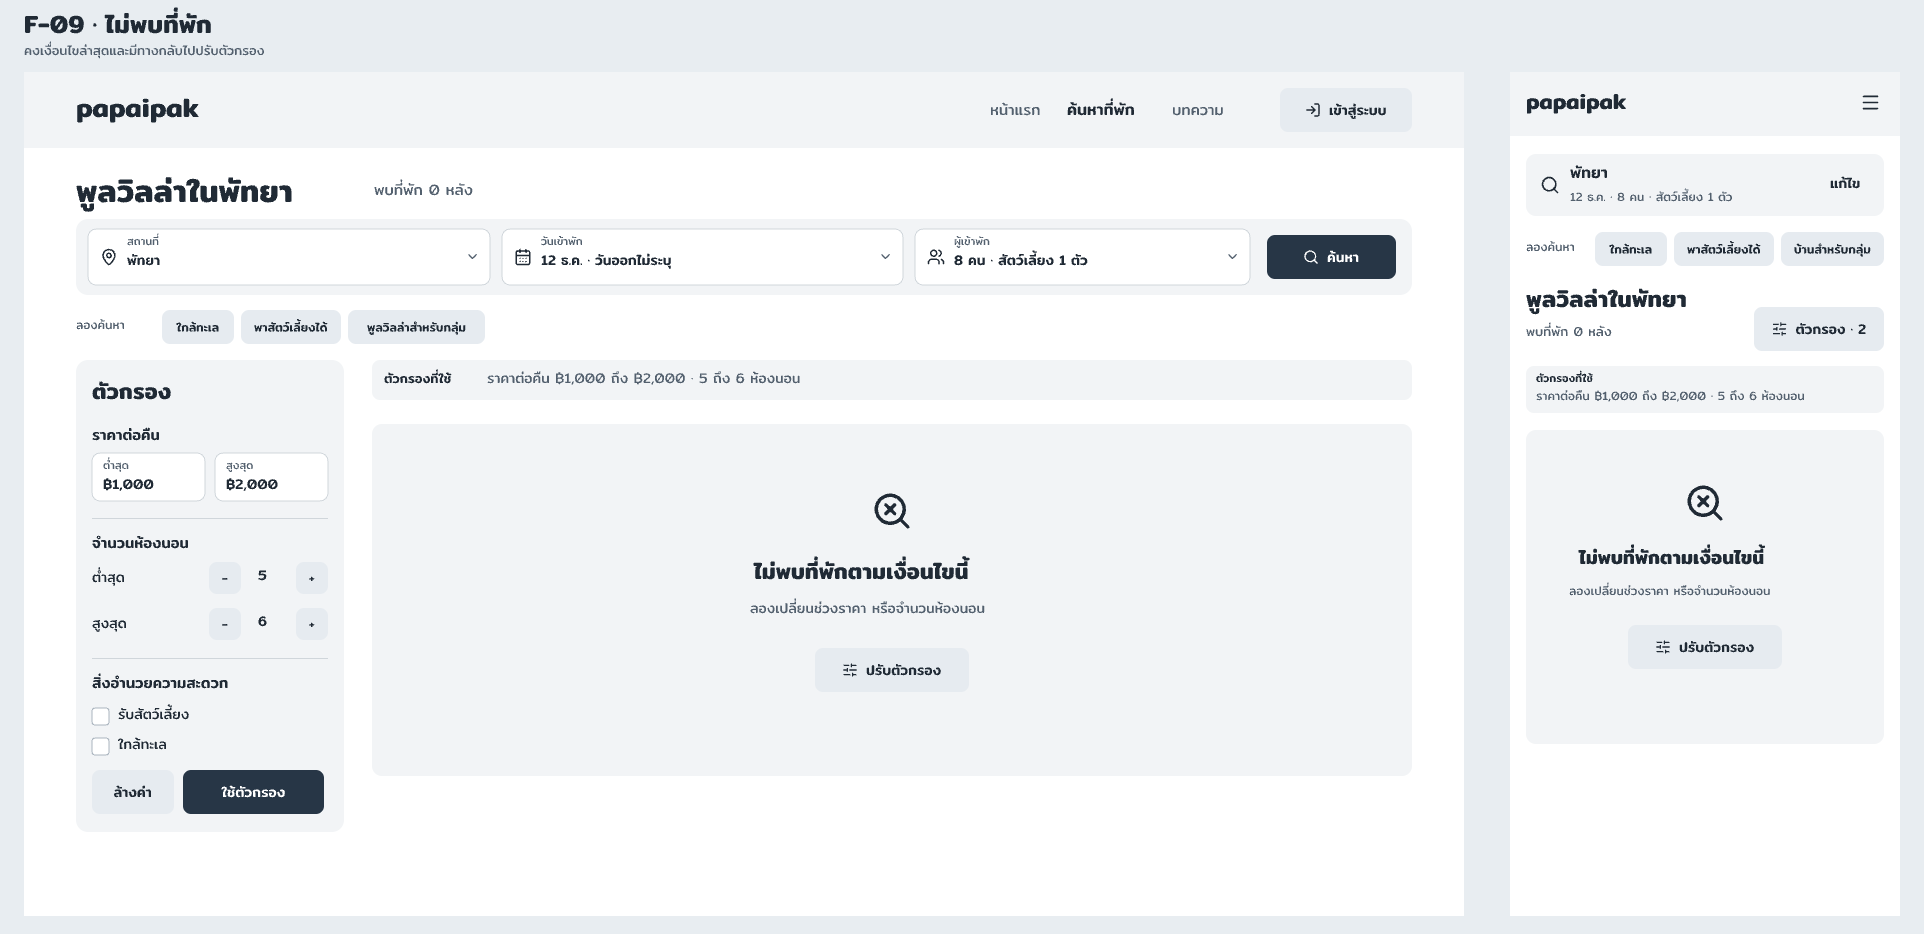 F-09 · ไม่พบที่พัก
คงเงื่อนไขล่าสุดและมีทางกลับไปปรับตัวกรอง
papaipak
หน้าแรก
ค้นหาที่พัก
บทความ
เข้าสู่ระบบ
พูลวิลล่าในพัทยา
พบที่พัก 0 หลัง
สถานที่
พัทยา
วันเข้าพัก
12 ธ.ค. · วันออกไม่ระบุ
ผู้เข้าพัก
8 คน · สัตว์เลี้ยง 1 ตัว
ค้นหา
ลองค้นหา
ใกล้ทะเล
พาสัตว์เลี้ยงได้
พูลวิลล่าสำหรับกลุ่ม
ตัวกรอง
ราคาต่อคืน
ต่ำสุด
฿1,000
สูงสุด
฿2,000
จำนวนห้องนอน
ต่ำสุด
-
5
+
สูงสุด
-
6
+
สิ่งอำนวยความสะดวก
รับสัตว์เลี้ยง
ใกล้ทะเล
ล้างค่า
ใช้ตัวกรอง
ตัวกรองที่ใช้
ราคาต่อคืน ฿1,000 ถึง ฿2,000 · 5 ถึง 6 ห้องนอน
ไม่พบที่พักตามเงื่อนไขนี้
ลองเปลี่ยนช่วงราคา หรือจำนวนห้องนอน
ปรับตัวกรอง
papaipak
พัทยา
12 ธ.ค. · 8 คน · สัตว์เลี้ยง 1 ตัว
แก้ไข
ลองค้นหา
ใกล้ทะเล
พาสัตว์เลี้ยงได้
บ้านสำหรับกลุ่ม
พูลวิลล่าในพัทยา
พบที่พัก 0 หลัง
ตัวกรอง · 2
ตัวกรองที่ใช้
ราคาต่อคืน ฿1,000 ถึง ฿2,000 · 5 ถึง 6 ห้องนอน
ไม่พบที่พักตามเงื่อนไขนี้
ลองเปลี่ยนช่วงราคา หรือจำนวนห้องนอน
ปรับตัวกรอง